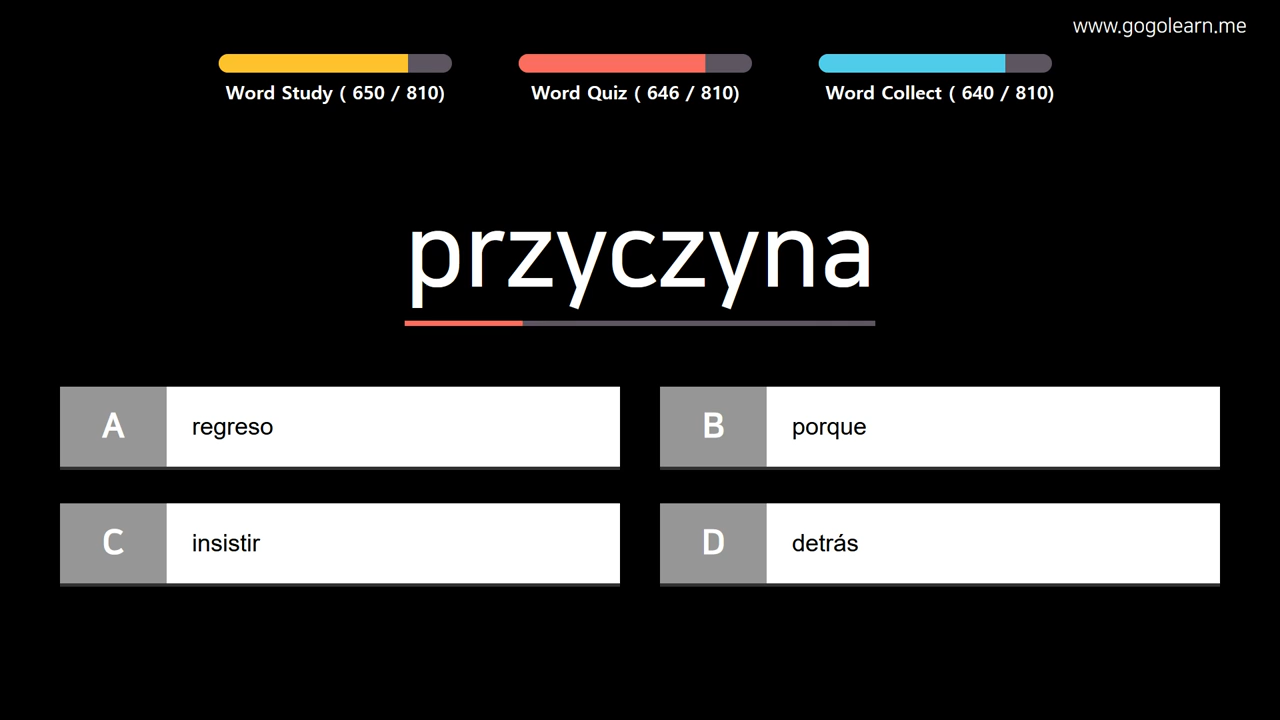 www.gogolearn.me
Word Study ( 650 / 810)
Word Quiz ( 646 / 810)
Word Collect ( 640 / 810)
przyczyna
A regreso
B porque
C insistir
D detrás